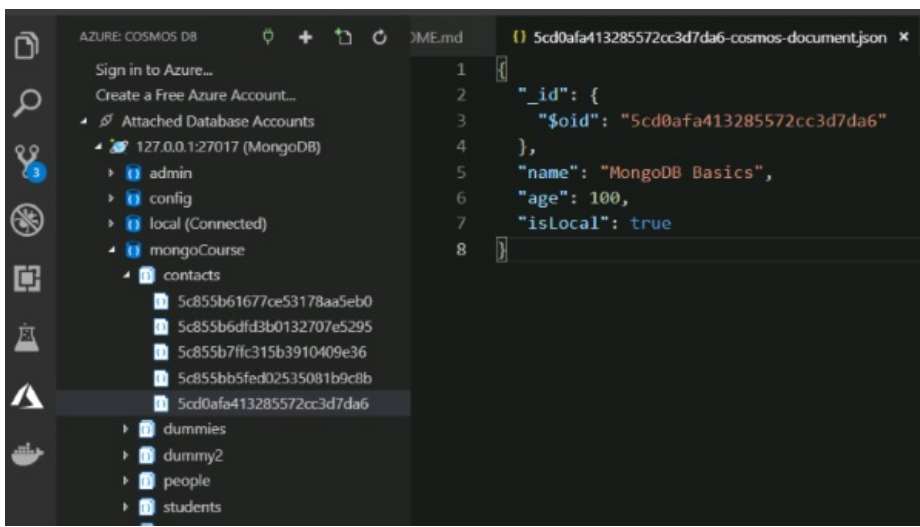 AZURE: COSMOS DB
Sign in to Azure...
Create a Free Azure Account...
Attached Database Accounts
127.0.0.1:27017 (MongoDB)
admin
config
local (Connected)
mongoCourse
contacts
5c855b61677ce53178aa5eb0
5c855b6dfd3b0132707e5295
5c855b7ffc315b3910409e36
5c855bb5fed02535081b9c8b
5cd0afa413285572cc3d7da6
dummies
dummy2
people
students
3
OME.md
{} 5cd0afa413285572cc3d7da6-cosmos-document.json ×
1 {
2 "_id": {
3 "$oid": "5cd0afa413285572cc3d7da6"
4 },
5 "name": "MongoDB Basics",
6 "age": 100,
7 "isLocal": true
8 }